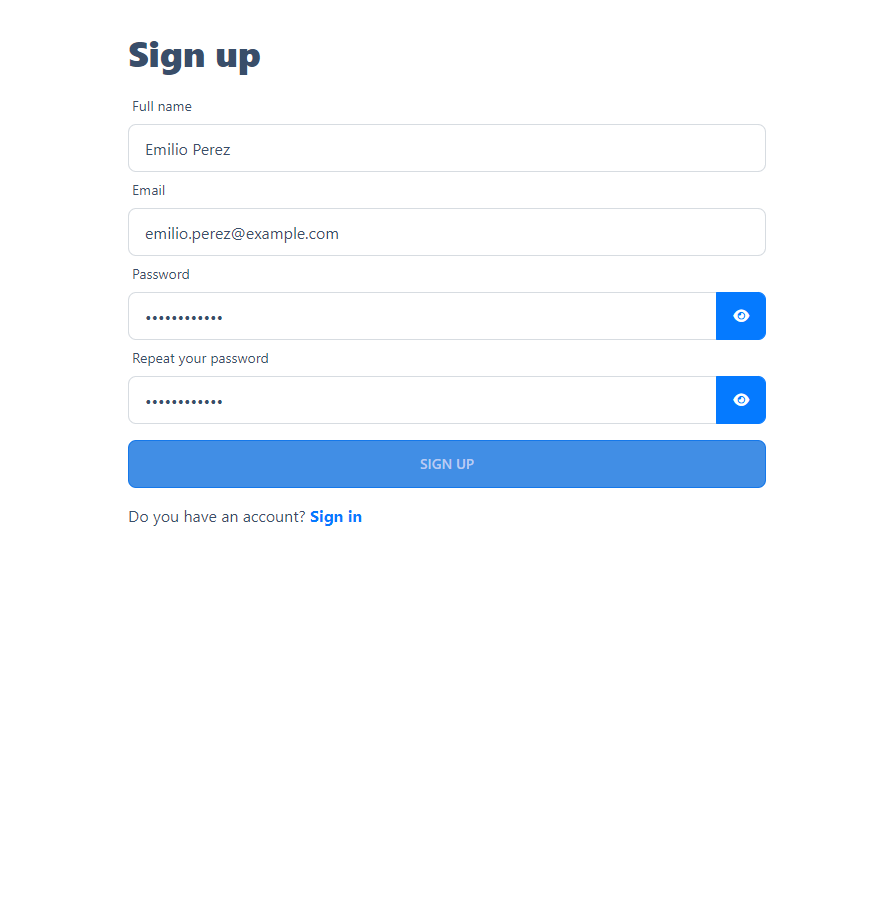 Sign up
Full name
Emilio Perez
Email
emilio.perez@example.com
Password
••••••••••••
Repeat your password
••••••••••••
SIGN UP
Do you have an account? Sign in